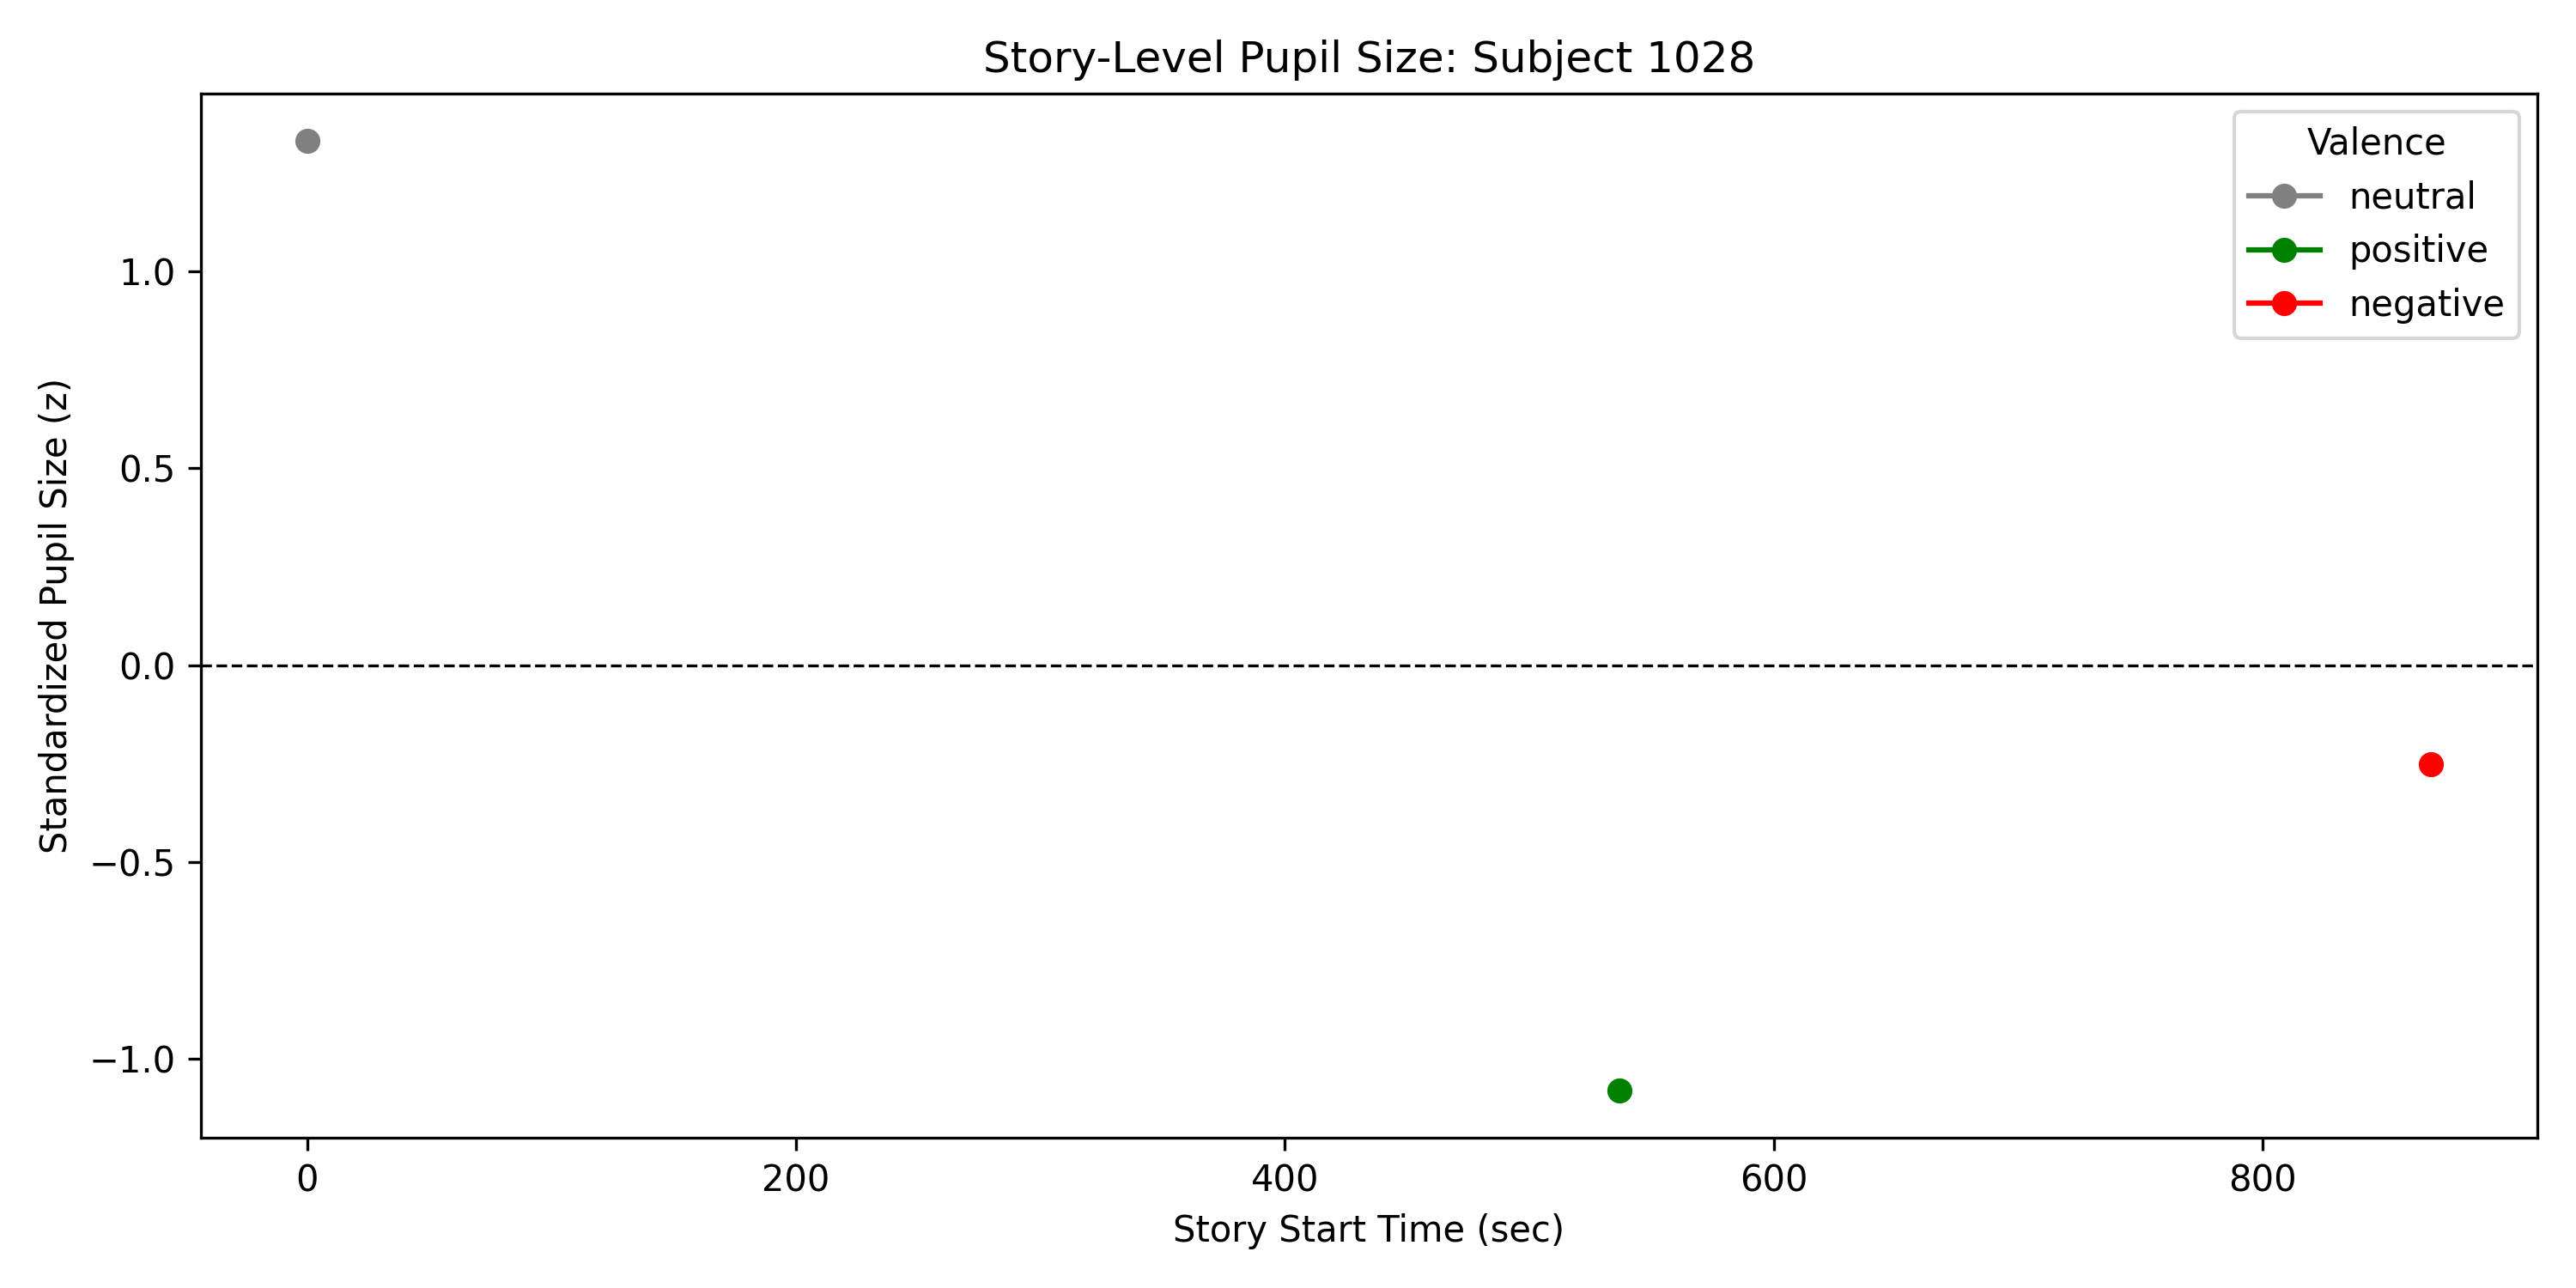 Story-Level Pupil Size: Subject 1028
Valence
neutral
positive
negative
Standardized Pupil Size (z)
1.0
0.5
0.0
−0.5
−1.0
0 200 400 600 800
Story Start Time (sec)